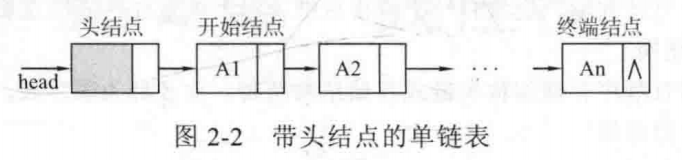 头结点 开始结点 终端结点
head A1 A2 ··· An ∧
图 2-2 带头结点的单链表